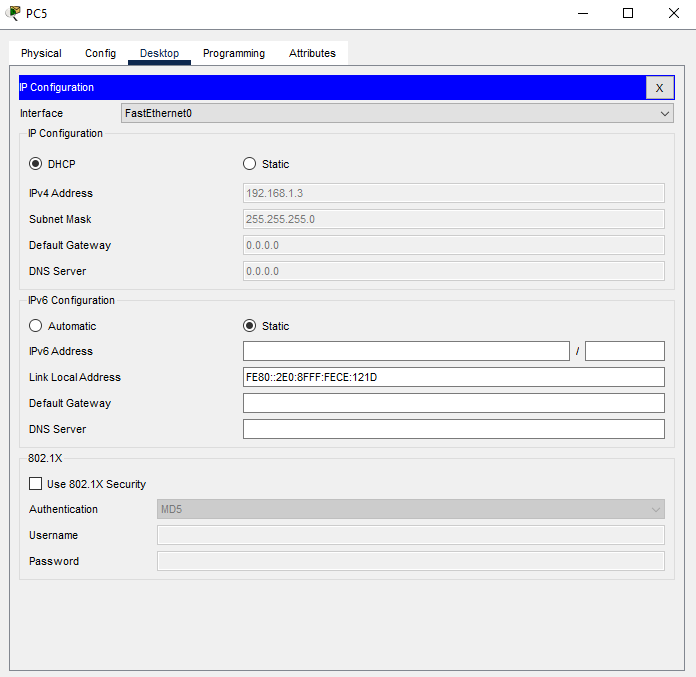 PC5
Physical Config Desktop Programming Attributes
IP Configuration X
Interface FastEthernet0
IP Configuration
DHCP Static
IPv4 Address 192.168.1.3
Subnet Mask 255.255.255.0
Default Gateway 0.0.0.0
DNS Server 0.0.0.0
IPv6 Configuration
Automatic Static
IPv6 Address /
Link Local Address FE80::2E0:8FFF:FECE:121D
Default Gateway
DNS Server
802.1X
Use 802.1X Security
Authentication MD5
Username
Password